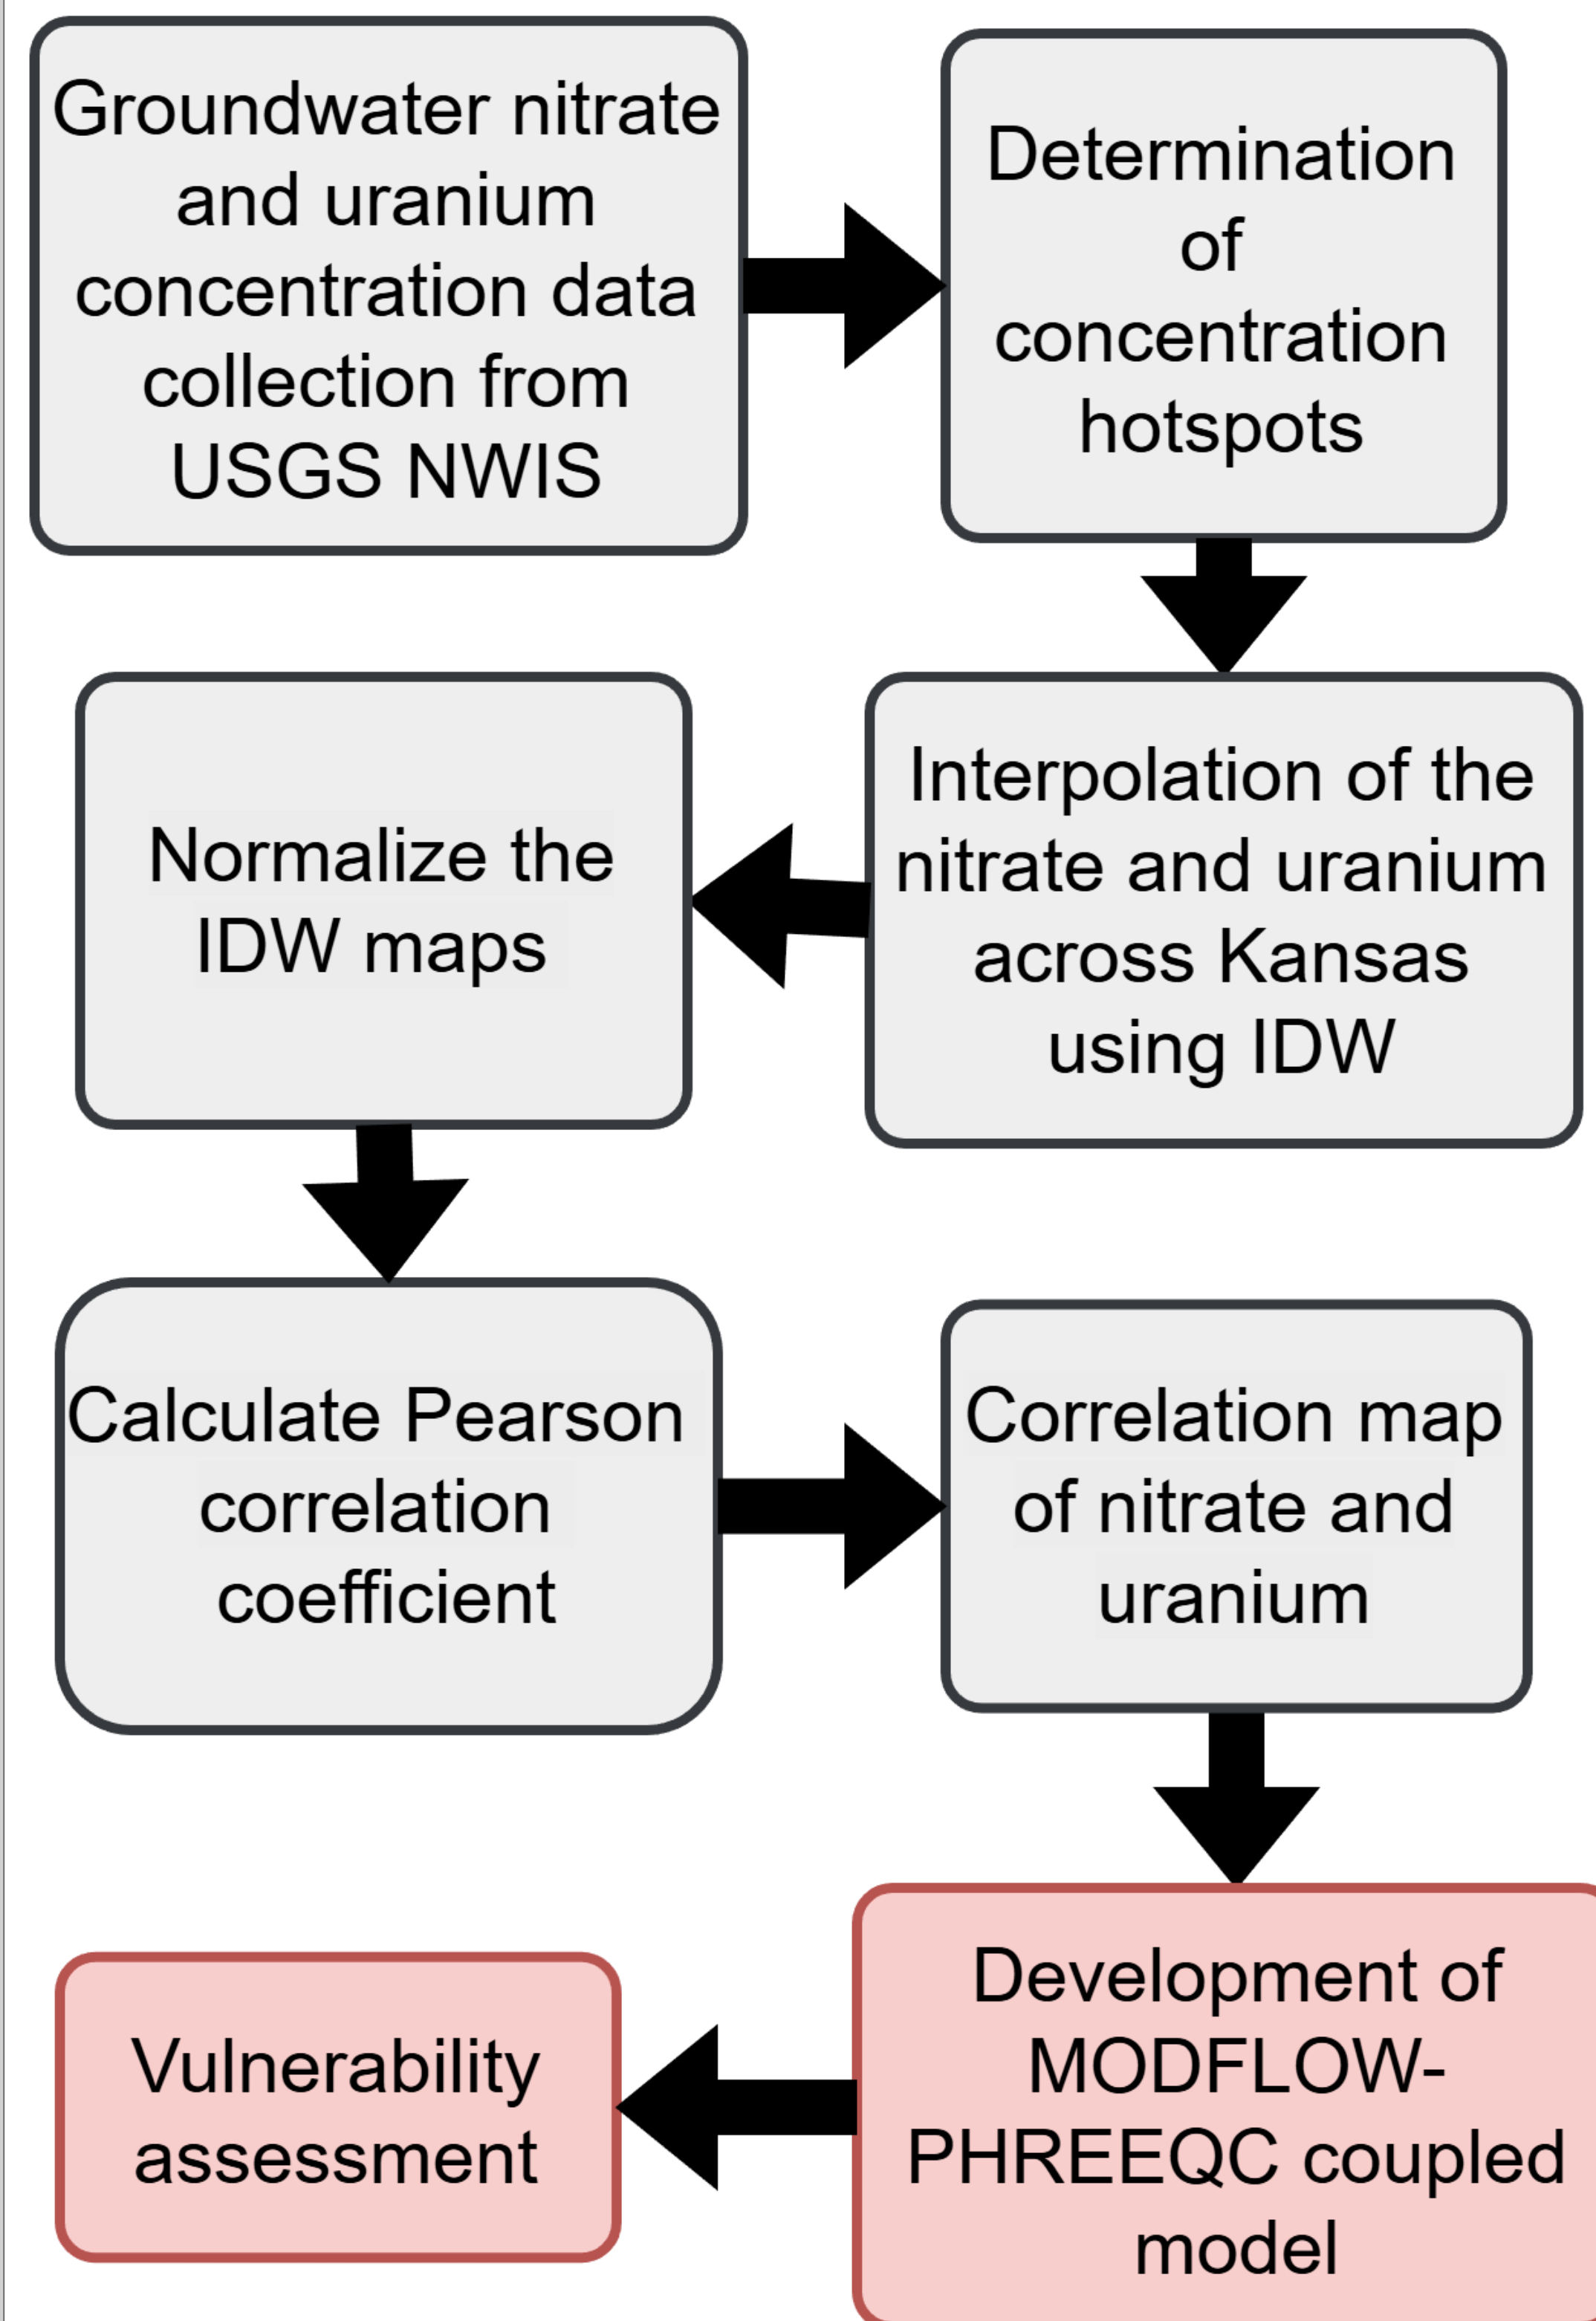 Groundwater nitrate
and uranium
concentration data
collection from
USGS NWIS
Determination
of
concentration
hotspots
Interpolation of the
nitrate and uranium
across Kansas
using IDW
Normalize the
IDW maps
Calculate Pearson
correlation
coefficient
Correlation map
of nitrate and
uranium
Development of
MODFLOW-
PHREEQC coupled
model
Vulnerability
assessment